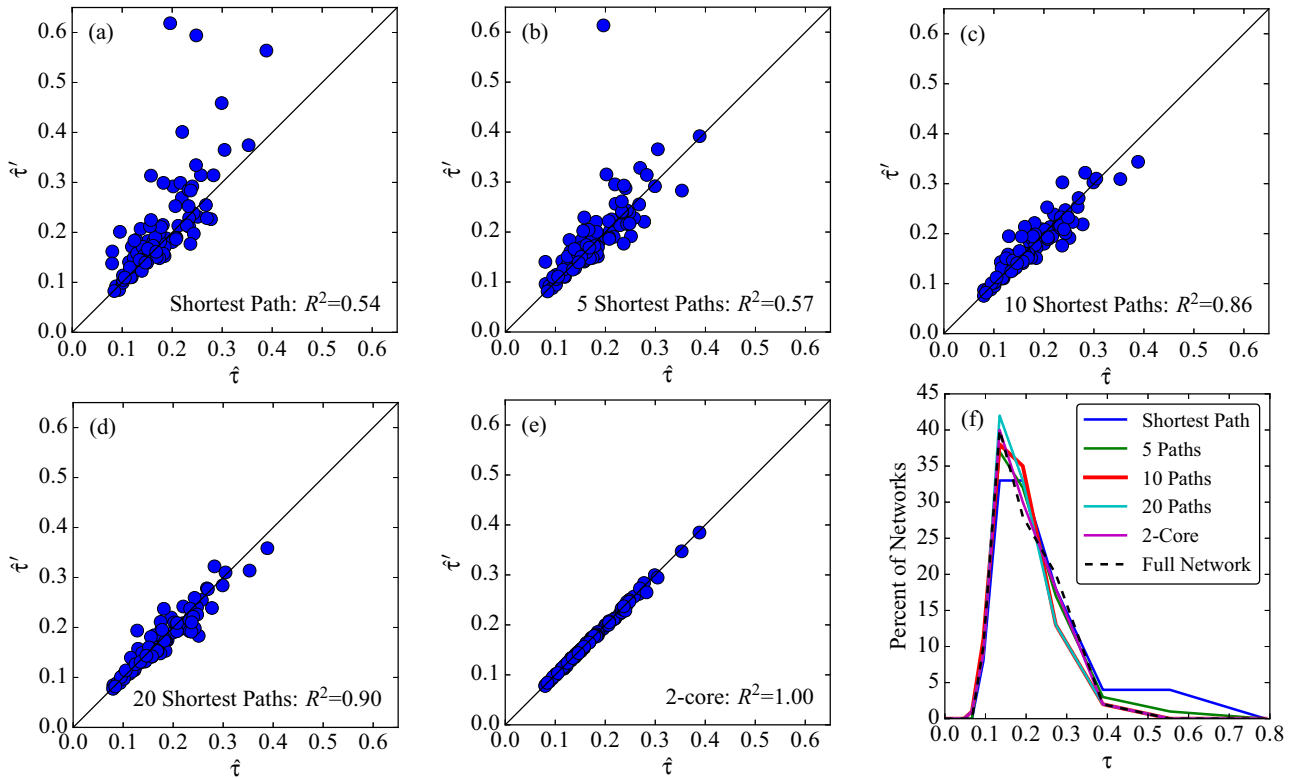 (a)
0.6
0.5
0.4
0.3
0.2
0.1
0.0
τ̂′
Shortest Path: R²=0.54
0.0 0.1 0.2 0.3 0.4 0.5 0.6
τ̂
(b)
0.6
0.5
0.4
0.3
0.2
0.1
0.0
τ̂′
5 Shortest Paths: R²=0.57
0.0 0.1 0.2 0.3 0.4 0.5 0.6
τ̂
(c)
0.6
0.5
0.4
0.3
0.2
0.1
0.0
τ̂′
10 Shortest Paths: R²=0.86
0.0 0.1 0.2 0.3 0.4 0.5 0.6
τ̂
(d)
0.6
0.5
0.4
0.3
0.2
0.1
0.0
τ̂′
20 Shortest Paths: R²=0.90
0.0 0.1 0.2 0.3 0.4 0.5 0.6
τ̂
(e)
0.6
0.5
0.4
0.3
0.2
0.1
0.0
τ̂′
2-core: R²=1.00
0.0 0.1 0.2 0.3 0.4 0.5 0.6
τ̂
(f)
45
40
35
30
25
20
15
10
5
0
Percent of Networks
Shortest Path
5 Paths
10 Paths
20 Paths
2-Core
Full Network
0.0 0.1 0.2 0.3 0.4 0.5 0.6 0.7 0.8
τ